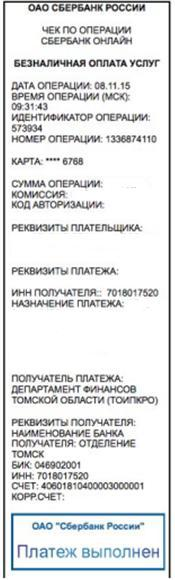 ОАО СБЕРБАНК РОССИИ
ЧЕК ПО ОПЕРАЦИИ
СБЕРБАНК ОНЛАЙН
БЕЗНАЛИЧНАЯ ОПЛАТА УСЛУГ
ДАТА ОПЕРАЦИИ: 08.11.15
ВРЕМЯ ОПЕРАЦИИ (МСК):
09:31:43
ИДЕНТИФИКАТОР ОПЕРАЦИИ:
573934
НОМЕР ОПЕРАЦИИ: 1336874110
КАРТА: **** 6768
СУММА ОПЕРАЦИИ:
КОМИССИЯ:
КОД АВТОРИЗАЦИИ:
РЕКВИЗИТЫ ПЛАТЕЛЬЩИКА:
РЕКВИЗИТЫ ПЛАТЕЖА:
ИНН ПОЛУЧАТЕЛЯ:: 7018017520
НАЗНАЧЕНИЕ ПЛАТЕЖА:
ПОЛУЧАТЕЛЬ ПЛАТЕЖА:
ДЕПАРТАМЕНТ ФИНАНСОВ
ТОМСКОЙ ОБЛАСТИ (ТОИПКРО)
РЕКВИЗИТЫ ПОЛУЧАТЕЛЯ:
НАИМЕНОВАНИЕ БАНКА
ПОЛУЧАТЕЛЯ: ОТДЕЛЕНИЕ
ТОМСК
БИК: 046902001
ИНН: 7018017520
СЧЕТ: 40601810400003000001
КОРР.СЧЕТ:
ОАО "Сбербанк России"
Платеж выполнен